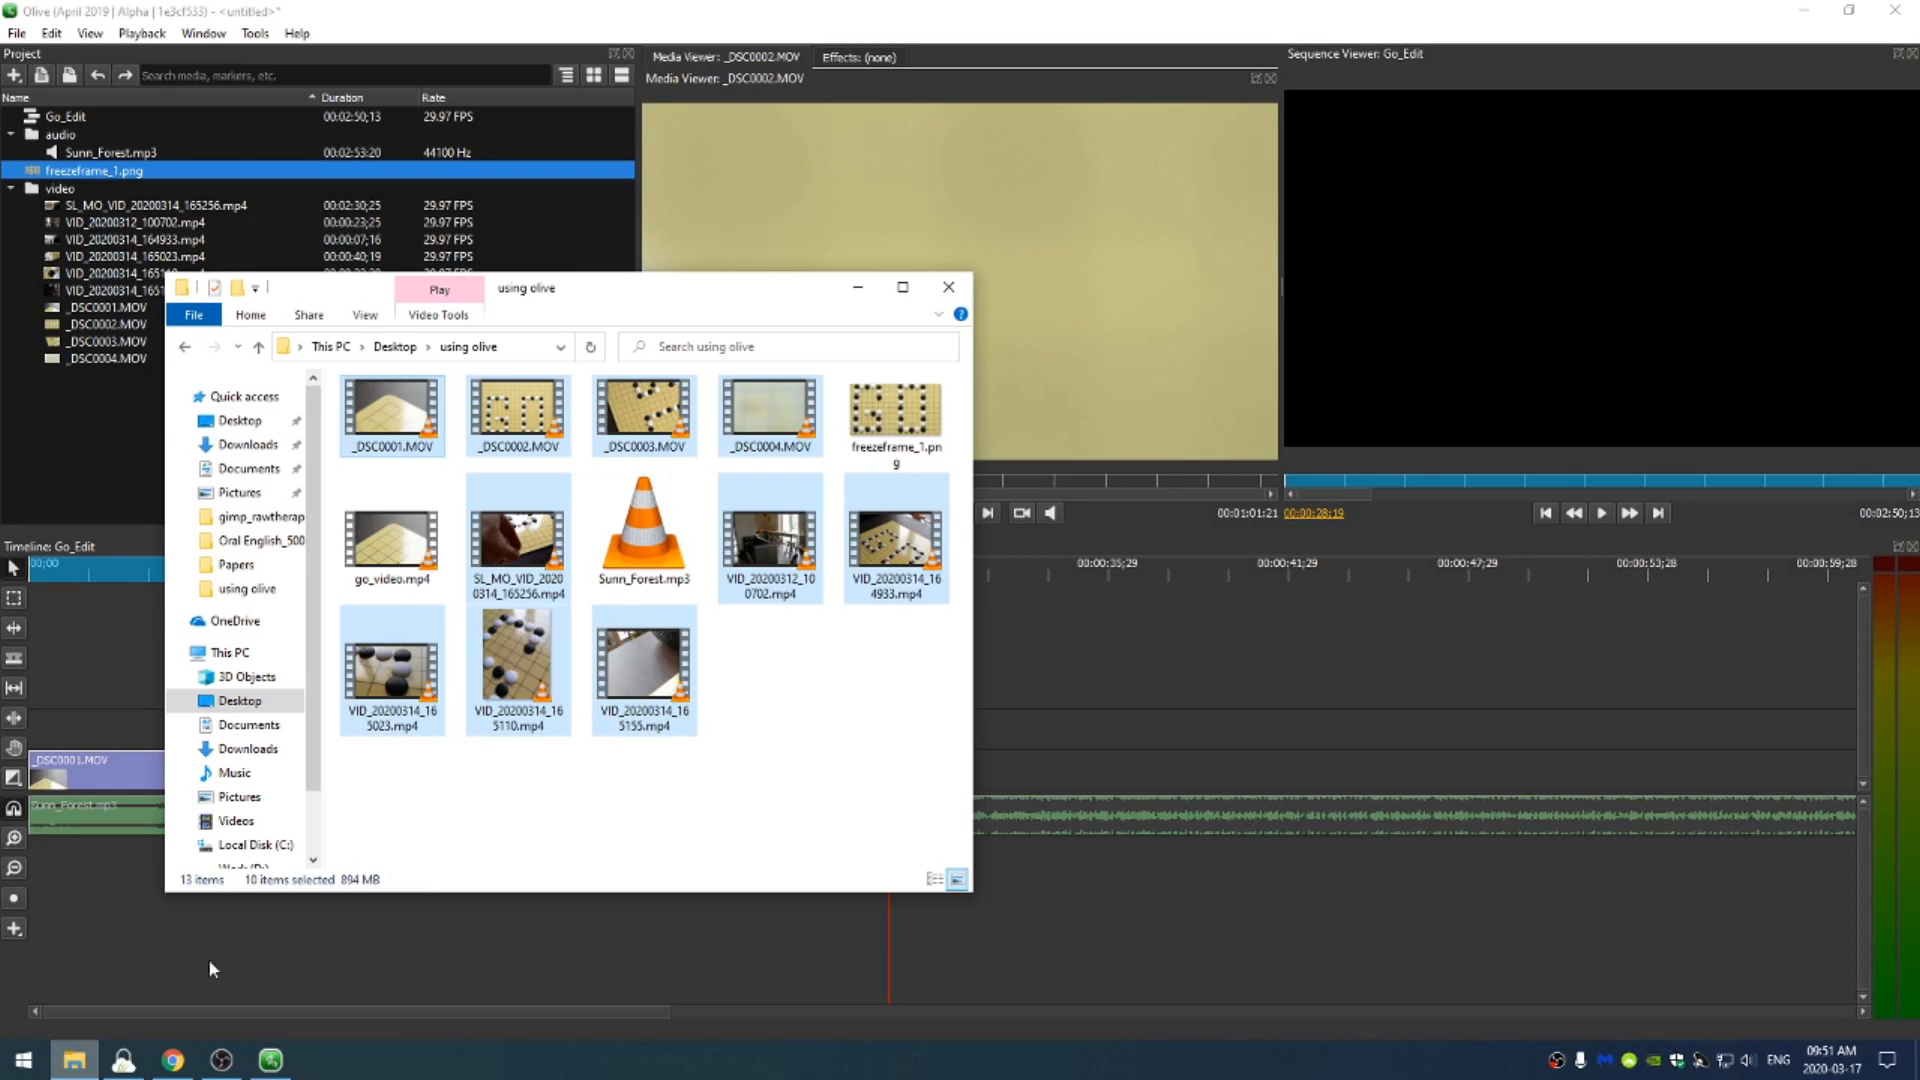 Olive (April 2019 | Alpha | 1e3cf533) - <untitled>*
File Edit View Playback Window Tools Help
Project
Search media, markers, etc.
Name Duration Rate
Go_Edit 00:02:50;13 29.97 FPS
audio
Sunn_Forest.mp3 00:02:53:20 44100 Hz
freezeframe_1.png
video
SL_MO_VID_20200314_165256.mp4 00:02:30;25 29.97 FPS
VID_20200312_100702.mp4 00:00:23;25 29.97 FPS
VID_20200314_164933.mp4 00:00:07;16 29.97 FPS
VID_20200314_165023.mp4 00:00:40;19 29.97 FPS
_DSC0001.MOV
_DSC0002.MOV
_DSC0003.MOV
_DSC0004.MOV
Media Viewer: _DSC0002.MOV Effects: (none)
Media Viewer: _DSC0002.MOV
Sequence Viewer: Go_Edit
00:01:01:21 00:00:28;19 00:02:50;13
Play using olive
File Home Share View Video Tools
This PC > Desktop > using olive
Search using olive
Quick access
Desktop
Downloads
Documents
Pictures
gimp_rawtherap
Oral English_500
Papers
using olive
OneDrive
This PC
3D Objects
Desktop
Documents
Downloads
Music
Pictures
Videos
Local Disk (C:)
_DSC0001.MOV
_DSC0002.MOV
_DSC0003.MOV
_DSC0004.MOV
freezeframe_1.pn
g
go_video.mp4
SL_MO_VID_2020
0314_165256.mp4
Sunn_Forest.mp3
VID_20200312_10
0702.mp4
VID_20200314_16
4933.mp4
VID_20200314_16
5023.mp4
VID_20200314_16
5110.mp4
VID_20200314_16
5155.mp4
13 items 10 items selected 894 MB
Timeline: Go_Edit
00;00
00:00:35;29 00:00:41;29 00:00:47;29 00:00:53;28 00:00:59;28
_DSC0001.MOV
Sunn_Forest.mp3
ENG
09:51 AM
2020-03-17